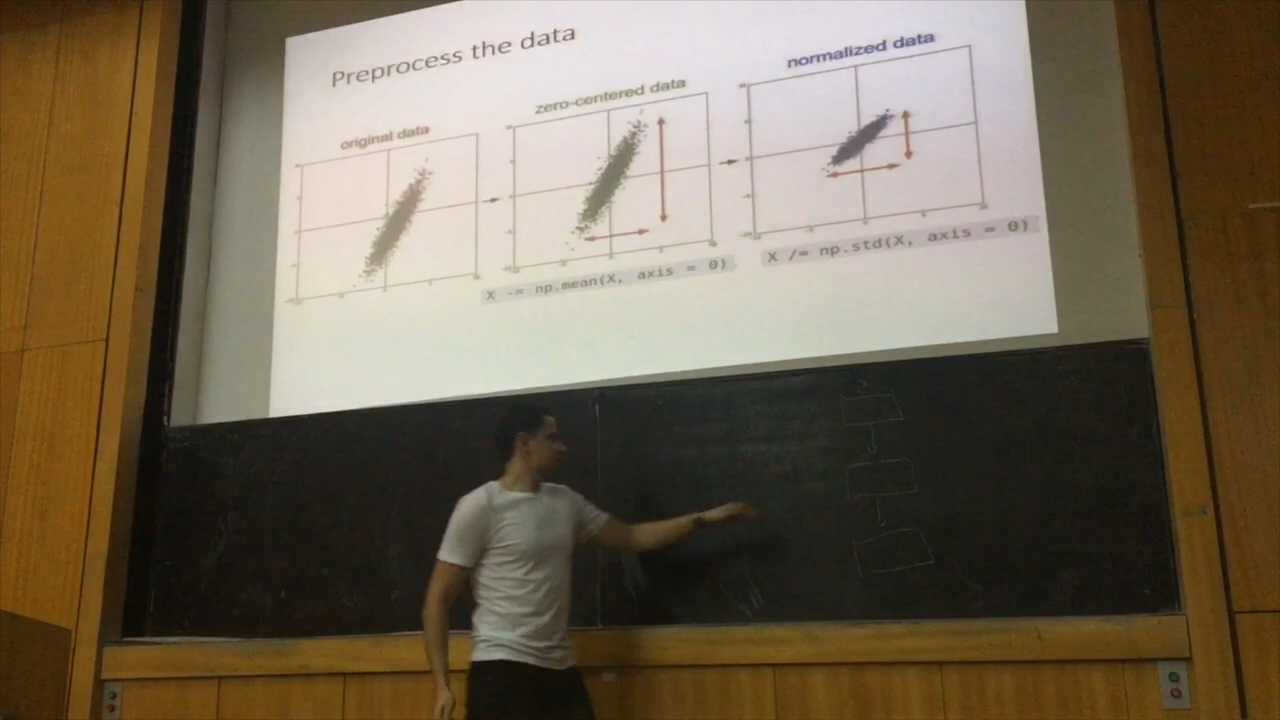 Preprocess the data
original data
zero-centered data
normalized data
X -= np.mean(X, axis = 0)
X /= np.std(X, axis = 0)